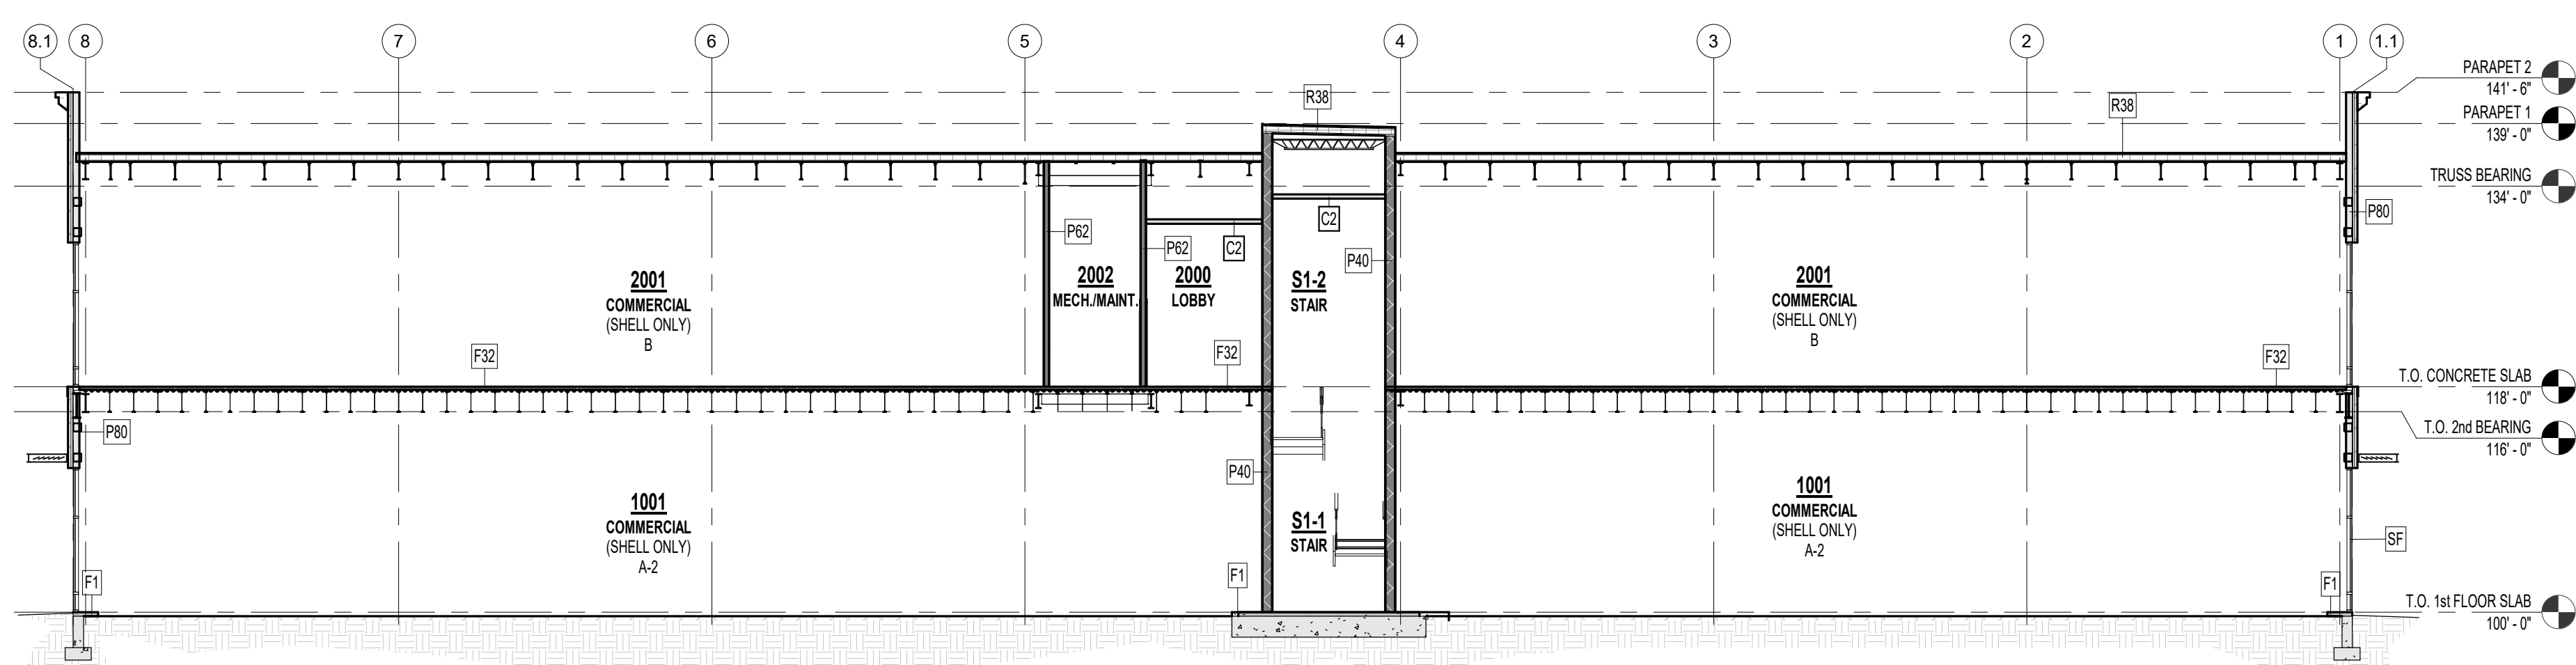 8.1
8
7
6
5
4
3
2
1
1.1
PARAPET 2
141' - 6"
R38
R38
PARAPET 1
139' - 0"
TRUSS BEARING
134' - 0"
P80
C2
C2
P62
P62
P40
2001
COMMERCIAL
(SHELL ONLY)
B
2002
MECH./MAINT.
2000
LOBBY
S1-2
STAIR
2001
COMMERCIAL
(SHELL ONLY)
B
F32
F32
F32
T.O. CONCRETE SLAB
118' - 0"
P80
T.O. 2nd BEARING
116' - 0"
P40
1001
COMMERCIAL
(SHELL ONLY)
A-2
S1-1
STAIR
1001
COMMERCIAL
(SHELL ONLY)
A-2
SF
F1
F1
F1
T.O. 1st FLOOR SLAB
100' - 0"